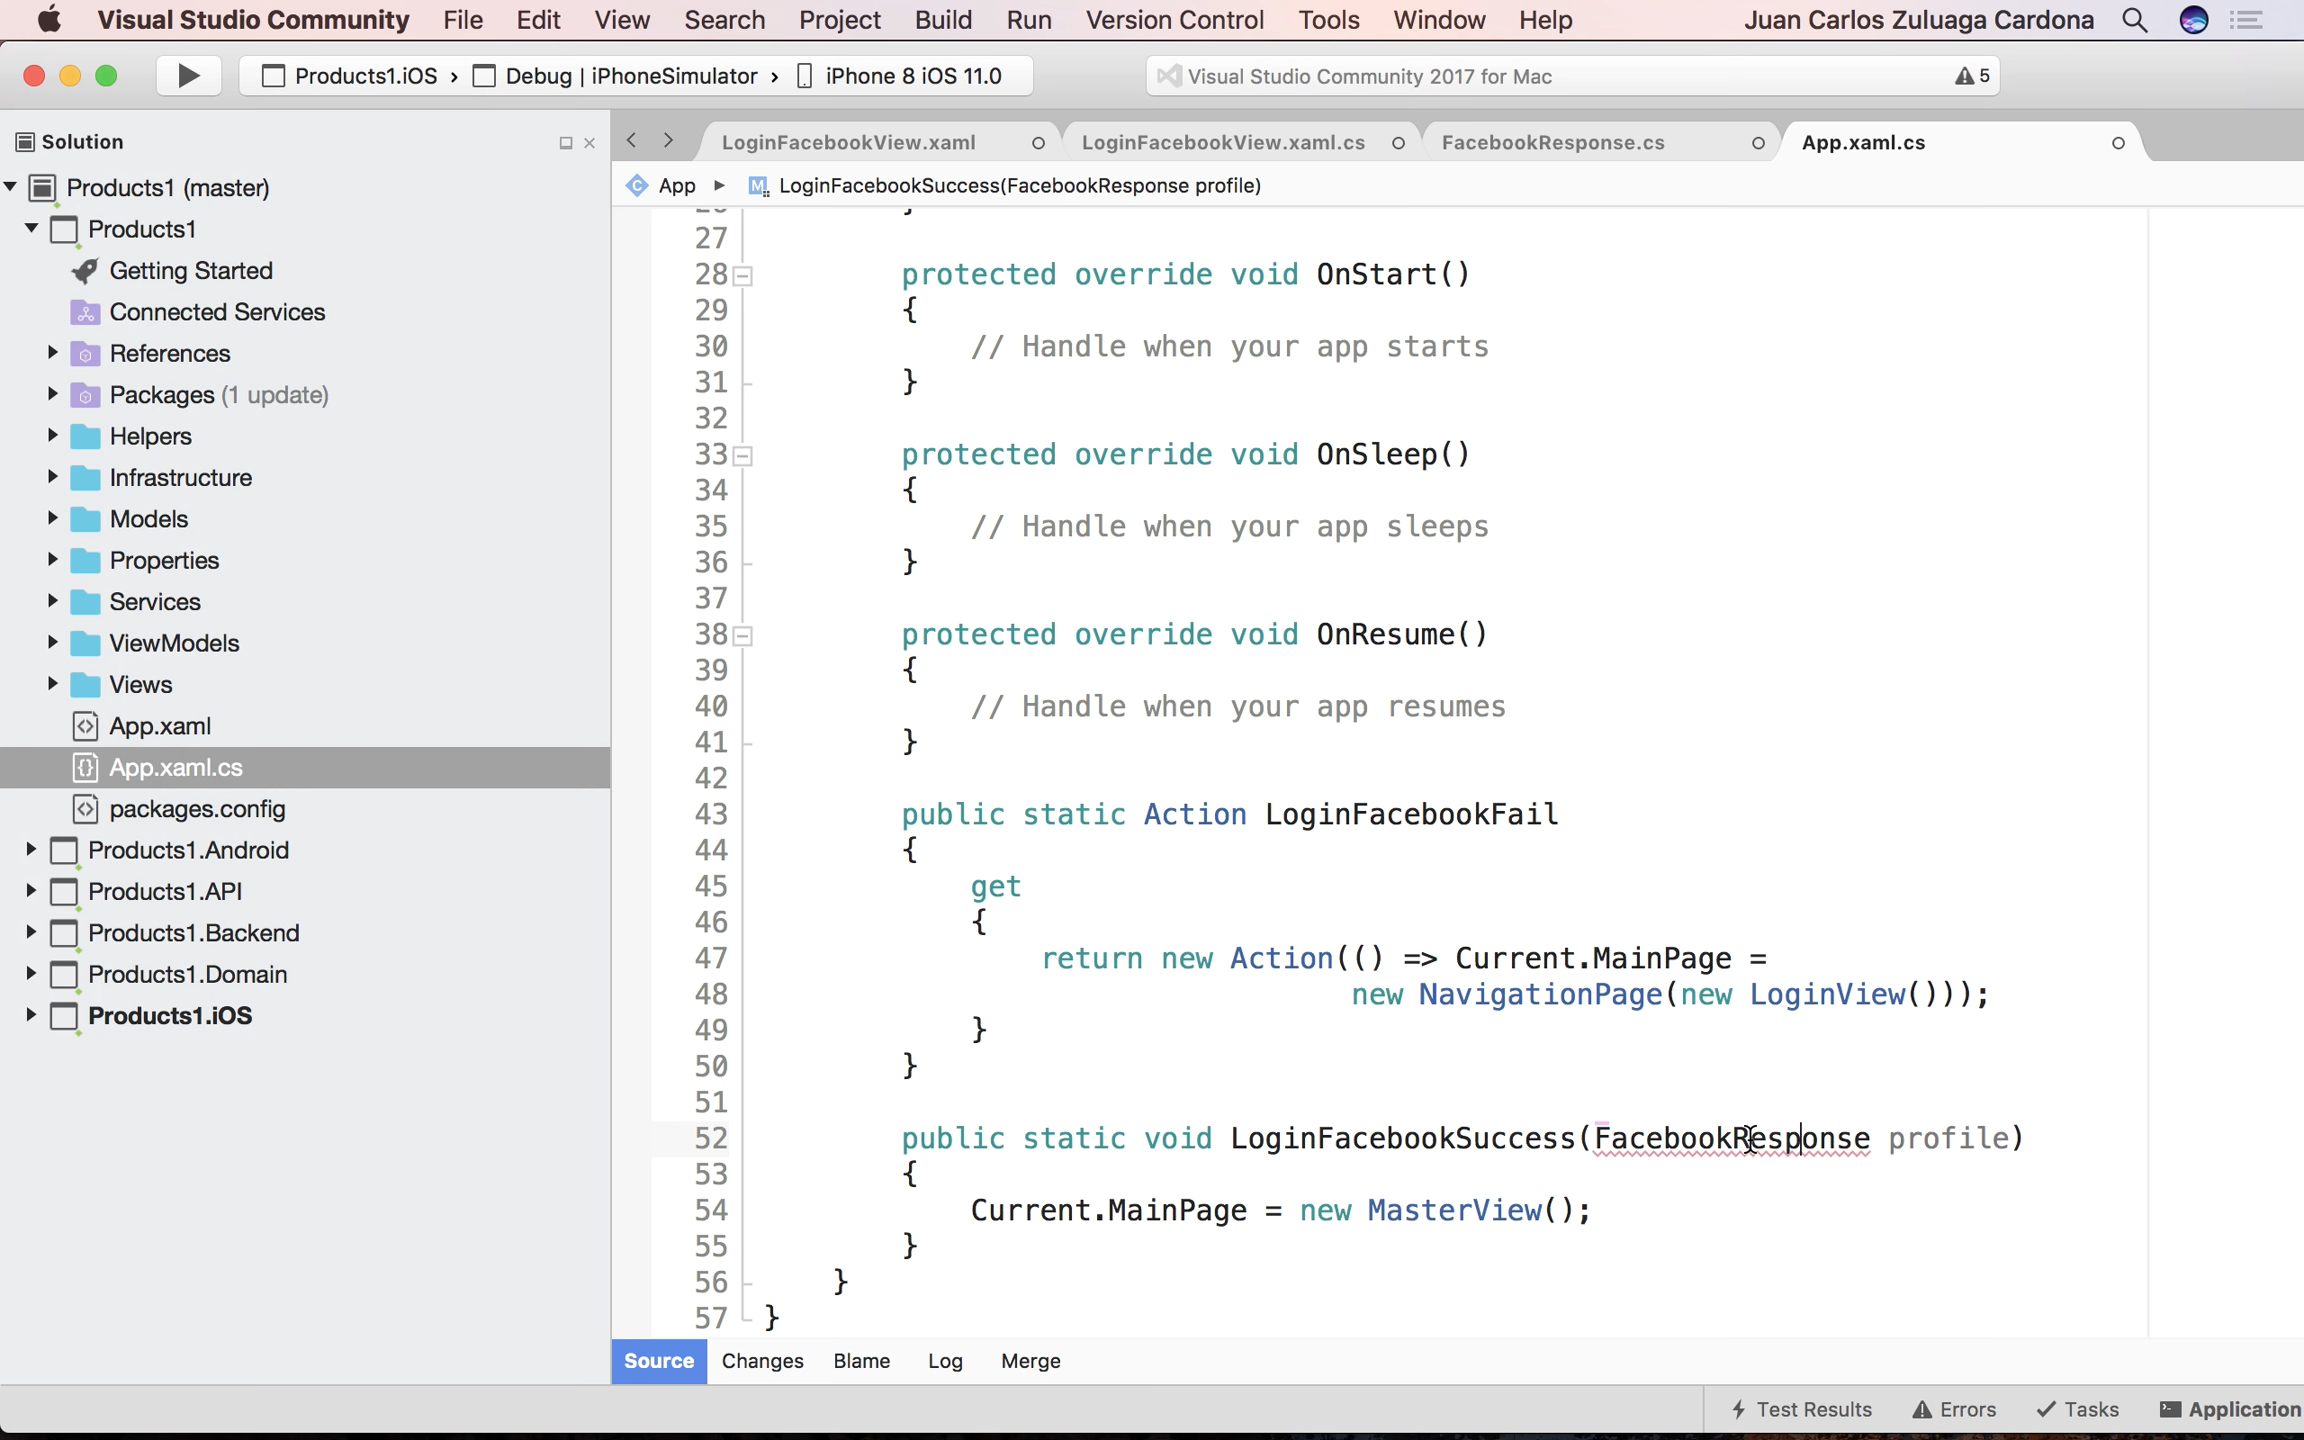 Visual Studio Community File Edit View Search Project Build Run Version Control Tools Window Help Juan Carlos Zuluaga Cardona
Products1.iOS › Debug | iPhoneSimulator › iPhone 8 iOS 11.0 Visual Studio Community 2017 for Mac 5
Solution
Products1 (master)
Products1
Getting Started
Connected Services
References
Packages (1 update)
Helpers
Infrastructure
Models
Properties
Services
ViewModels
Views
App.xaml
App.xaml.cs
packages.config
Products1.Android
Products1.API
Products1.Backend
Products1.Domain
Products1.iOS
LoginFacebookView.xaml LoginFacebookView.xaml.cs FacebookResponse.cs App.xaml.cs
App ▸ LoginFacebookSuccess(FacebookResponse profile)
27
28 protected override void OnStart()
29 {
30 // Handle when your app starts
31 }
32
33 protected override void OnSleep()
34 {
35 // Handle when your app sleeps
36 }
37
38 protected override void OnResume()
39 {
40 // Handle when your app resumes
41 }
42
43 public static Action LoginFacebookFail
44 {
45 get
46 {
47 return new Action(() => Current.MainPage =
48 new NavigationPage(new LoginView()));
49 }
50 }
51
52 public static void LoginFacebookSuccess(FacebookResponse profile)
53 {
54 Current.MainPage = new MasterView();
55 }
56 }
57 }
Source Changes Blame Log Merge
Test Results Errors Tasks Application